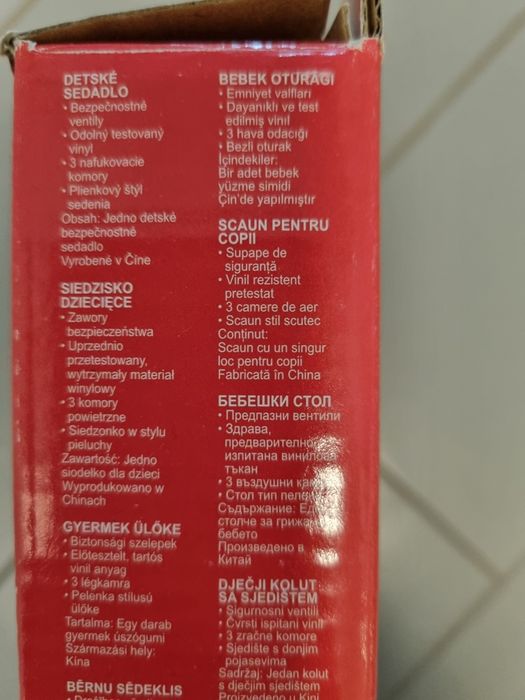 DETSKÉ
SEDADLO
• Bezpečnostné
ventily
• Odolný testovaný
vinyl
• 3 nafukovacie
komory
• Plienkový štýl
sedenia
Obsah: Jedno detské
bezpečnostné
sedadlo
Vyrobené v Číne
SIEDZISKO
DZIECIĘCE
• Zawory
bezpieczeństwa
• Uprzednio
przetestowany,
wytrzymały materiał
winylowy
• 3 komory
powietrzne
• Siedzonko w stylu
pieluchy
Zawartość: Jedno
siodełko dla dzieci
Wyprodukowano w
Chinach
GYERMEK ÜLŐKE
• Biztonsági szelepek
• Előtesztelt, tartós
vinil anyag
• 3 légkamra
• Pelenka stílusú
ülőke
Tartalma: Egy darab
gyermek úszógumi
Származási hely:
Kína
BĒRNU SĒDEKLIS
BEBEK OTURAĞI
• Emniyet valfları
• Dayanıklı ve test
edilmiş vinil
• 3 hava odacığı
• Bezli oturak
İçindekiler:
Bir adet bebek
yüzme simidi
Çin'de yapılmıştır
SCAUN PENTRU
COPII
• Supape de
siguranță
• Vinil rezistent
pretestat
• 3 camere de aer
• Scaun stil scutec
Conținut:
Scaun cu un singur
loc pentru copii
Fabricată în China
БЕБЕШКИ СТОЛ
• Предпазни вентили
• Здрава,
предварително
изпитана винилова
тъкан
• 3 въздушни
• Стол тип
Съдържание:
столче за грижа
бебето
Произведено в
Китай
DJEČJI KOLUT
SA SJEDIŠTEM
• Sigurnosni ventili
• Čvrsti ispitani vinil
• 3 zračne komore
• Sjedište s donjim
pojasevima
Sadržaj: Jedan kolut
s dječjim sjedištem
Proizvedeno u Kini